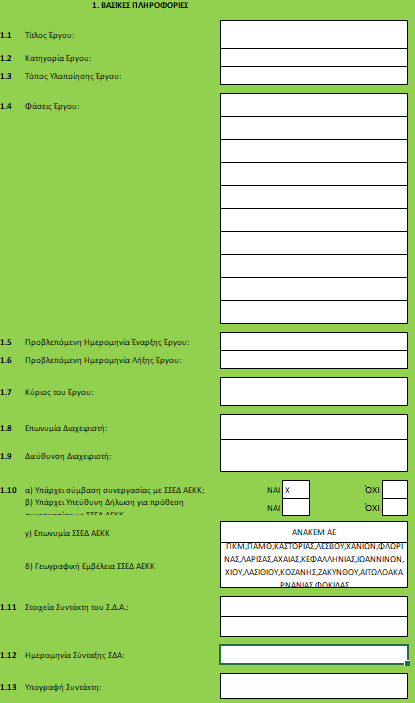 1. ΒΑΣΙΚΕΣ ΠΛΗΡΟΦΟΡΙΕΣ
1.1 Τίτλος Έργου:
1.2 Κατηγορία Έργου:
1.3 Τόπος Υλοποίησης Έργου:
1.4 Φάσεις Έργου:
1.5 Προβλεπόμενη Ημερομηνία Έναρξης Έργου:
1.6 Προβλεπόμενη Ημερομηνία Λήξης Έργου:
1.7 Κύριος του Έργου:
1.8 Επωνυμία Διαχειριστή:
1.9 Διεύθυνση Διαχειριστή:
1.10 α) Υπάρχει σύμβαση συνεργασίας με ΣΣΕΔ ΑΕΚΚ; ΝΑΙ X ΌΧΙ
β) Υπάρχει Υπεύθυνη Δήλωση για πρόθεση
συνεργασίας με ΣΣΕΔ ΑΕΚΚ ΝΑΙ ΌΧΙ
γ) Επωνυμία ΣΣΕΔ ΑΕΚΚ ΑΝΑΚΕΜ ΑΕ
δ) Γεωγραφική Εμβέλεια ΣΣΕΔ ΑΕΚΚ
ΠΚΜ,ΠΑΜΘ,ΚΑΣΤΟΡΙΑΣ,ΛΕΣΒΟΥ,ΧΑΝΙΩΝ,ΦΛΩΡΙ
ΝΑΣ,ΛΑΡΙΣΑΣ,ΑΧΑΙΑΣ,ΚΕΦΑΛΛΗΝΙΑΣ,ΙΩΑΝΝΙΝΩΝ,
ΧΙΟΥ,ΛΑΣΙΘΙΟΥ,ΚΟΖΑΝΗΣ,ΖΑΚΥΝΘΟΥ,ΑΙΤΩΛΟΑΚΑ
ΡΝΑΝΙΑΣ,ΦΩΚΙΔΑΣ
1.11 Στοιχεία Συντάκτη του Σ.Δ.Α.:
1.12 Ημερομηνία Σύνταξης ΣΔΑ:
1.13 Υπογραφή Συντάκτη: